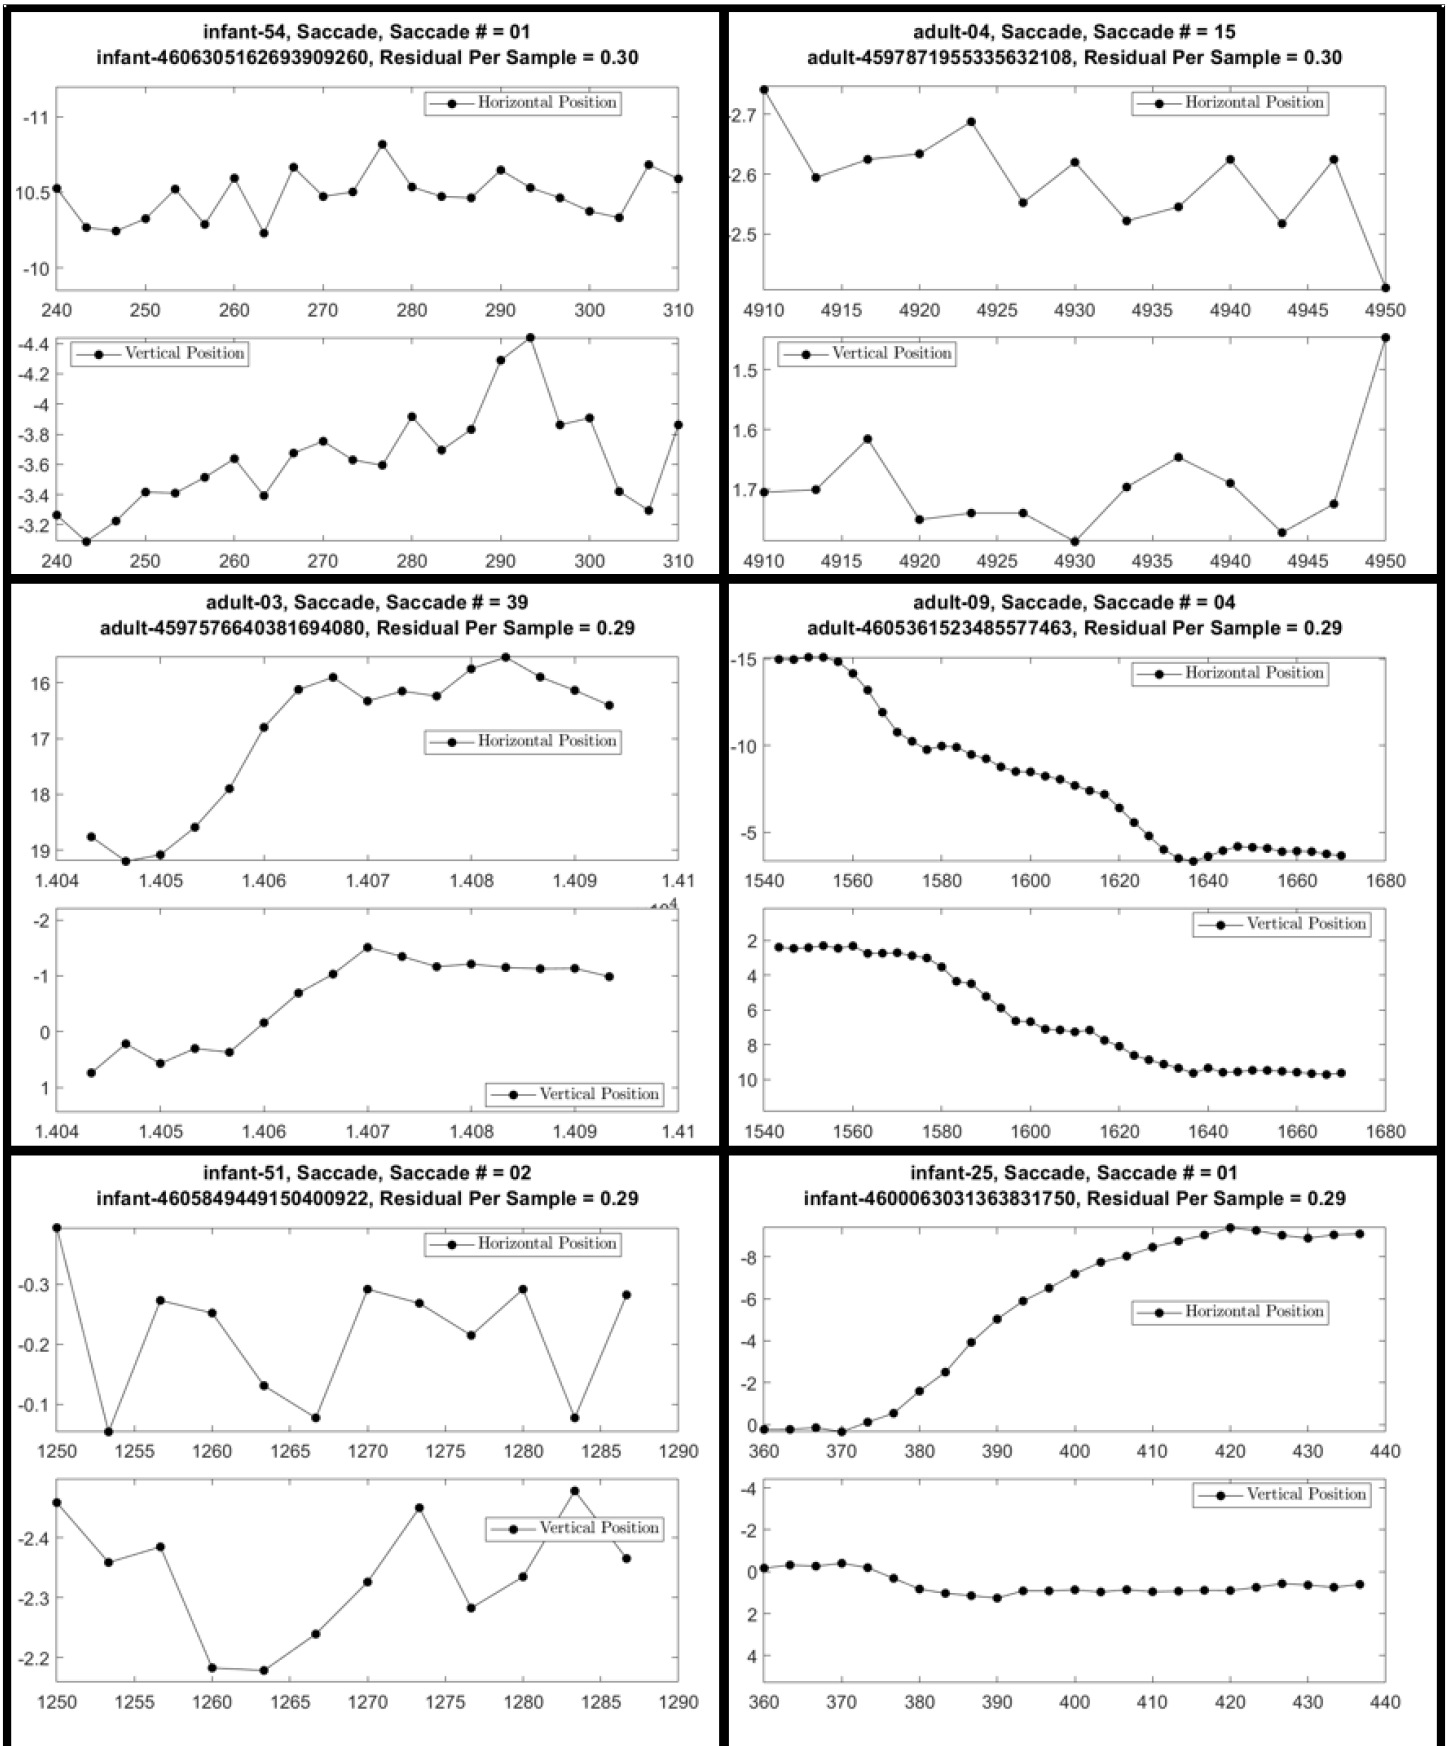 infant-54, Saccade, Saccade # = 01
infant-4606305162693909260, Residual Per Sample = 0.30
Horizontal Position
-11
10.5
-10
240 250 260 270 280 290 300 310
Vertical Position
-4.4
-4.2
-4
-3.8
-3.6
-3.4
-3.2
240 250 260 270 280 290 300 310
adult-04, Saccade, Saccade # = 15
adult-4597871955335632108, Residual Per Sample = 0.30
Horizontal Position
-2.7
-2.6
-2.5
4910 4915 4920 4925 4930 4935 4940 4945 4950
Vertical Position
1.5
1.6
1.7
4910 4915 4920 4925 4930 4935 4940 4945 4950
adult-03, Saccade, Saccade # = 39
adult-4597576640381694080, Residual Per Sample = 0.29
16
Horizontal Position
17
18
19
1.404 1.405 1.406 1.407 1.408 1.409 1.41
-2
-1
0
1
Vertical Position
1.404 1.405 1.406 1.407 1.408 1.409 1.41
adult-09, Saccade, Saccade # = 04
adult-4605361523485577463, Residual Per Sample = 0.29
-15
Horizontal Position
-10
-5
1540 1560 1580 1600 1620 1640 1660 1680
Vertical Position
2
4
6
8
10
1540 1560 1580 1600 1620 1640 1660 1680
infant-51, Saccade, Saccade # = 02
infant-4605849449150400922, Residual Per Sample = 0.29
Horizontal Position
-0.3
-0.2
-0.1
1250 1255 1260 1265 1270 1275 1280 1285 1290
Vertical Position
-2.4
-2.3
-2.2
1250 1255 1260 1265 1270 1275 1280 1285 1290
infant-25, Saccade, Saccade # = 01
infant-4600063031363831750, Residual Per Sample = 0.29
-8
-6
Horizontal Position
-4
-2
0
360 370 380 390 400 410 420 430 440
-4
Vertical Position
-2
0
2
4
360 370 380 390 400 410 420 430 440